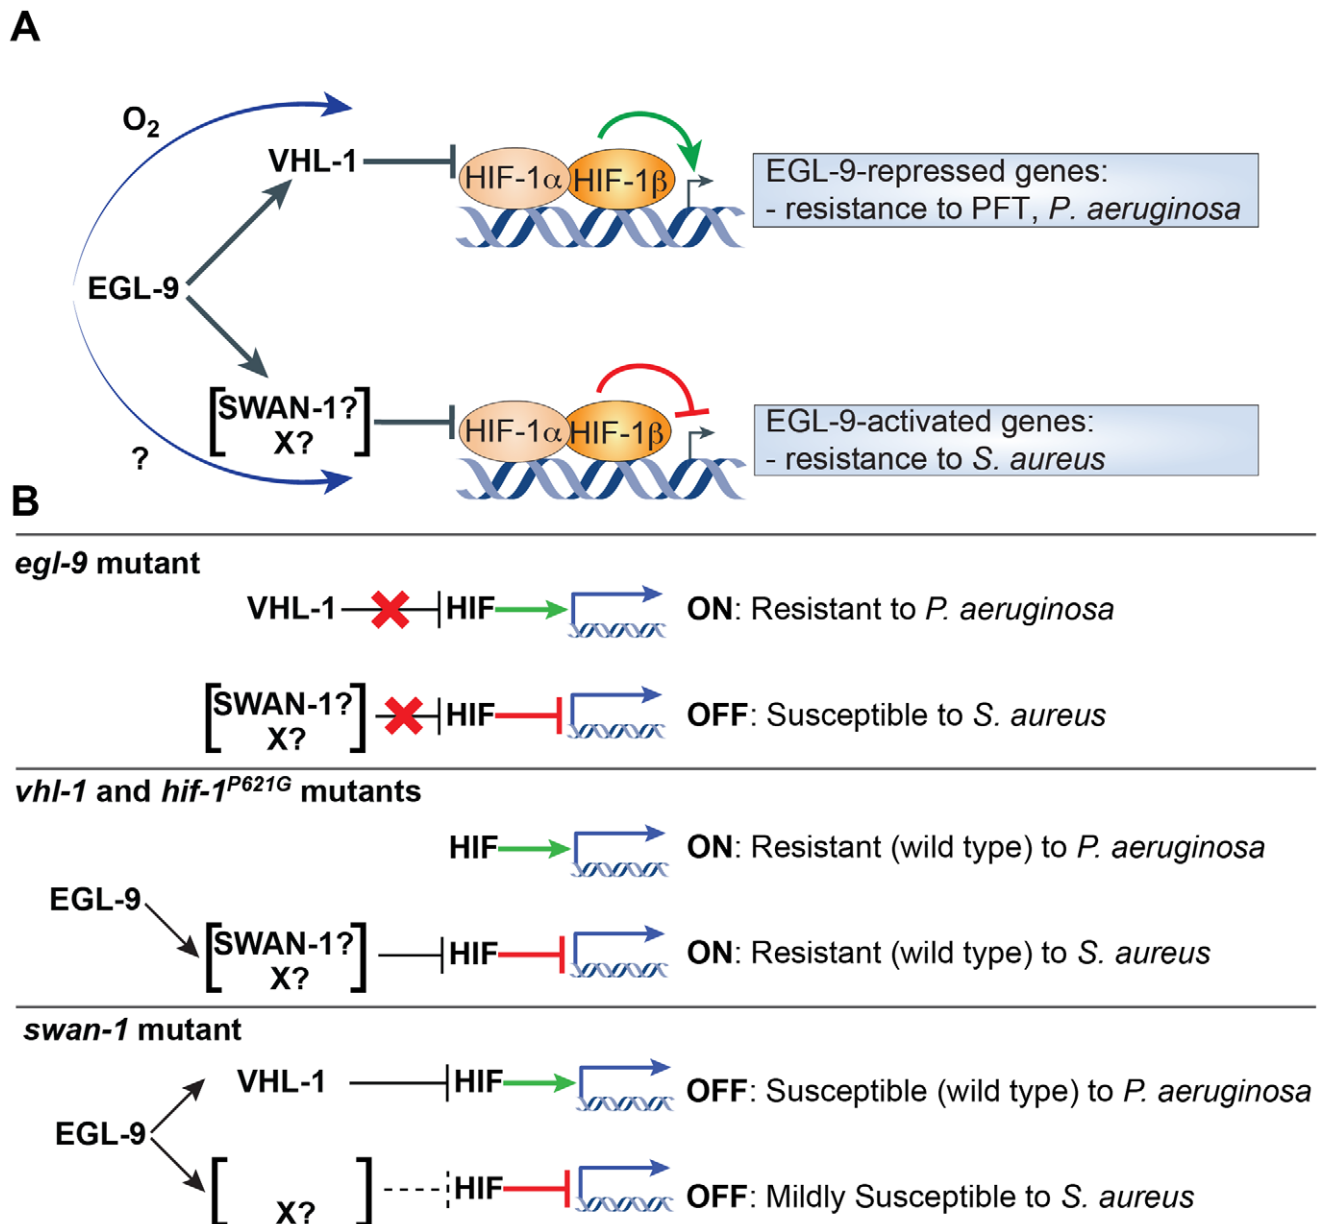 A
O2
VHL-1
HIF-1α HIF-1β
EGL-9-repressed genes:
- resistance to PFT, P. aeruginosa
EGL-9
[SWAN-1?
X?]
?
HIF-1α HIF-1β
EGL-9-activated genes:
- resistance to S. aureus
B
egl-9 mutant
VHL-1 HIF ON: Resistant to P. aeruginosa
[SWAN-1?
X?] HIF OFF: Susceptible to S. aureus
vhl-1 and hif-1P621G mutants
HIF ON: Resistant (wild type) to P. aeruginosa
EGL-9
[SWAN-1?
X?] HIF ON: Resistant (wild type) to S. aureus
swan-1 mutant
VHL-1 HIF OFF: Susceptible (wild type) to P. aeruginosa
EGL-9
[X?] HIF OFF: Mildly Susceptible to S. aureus